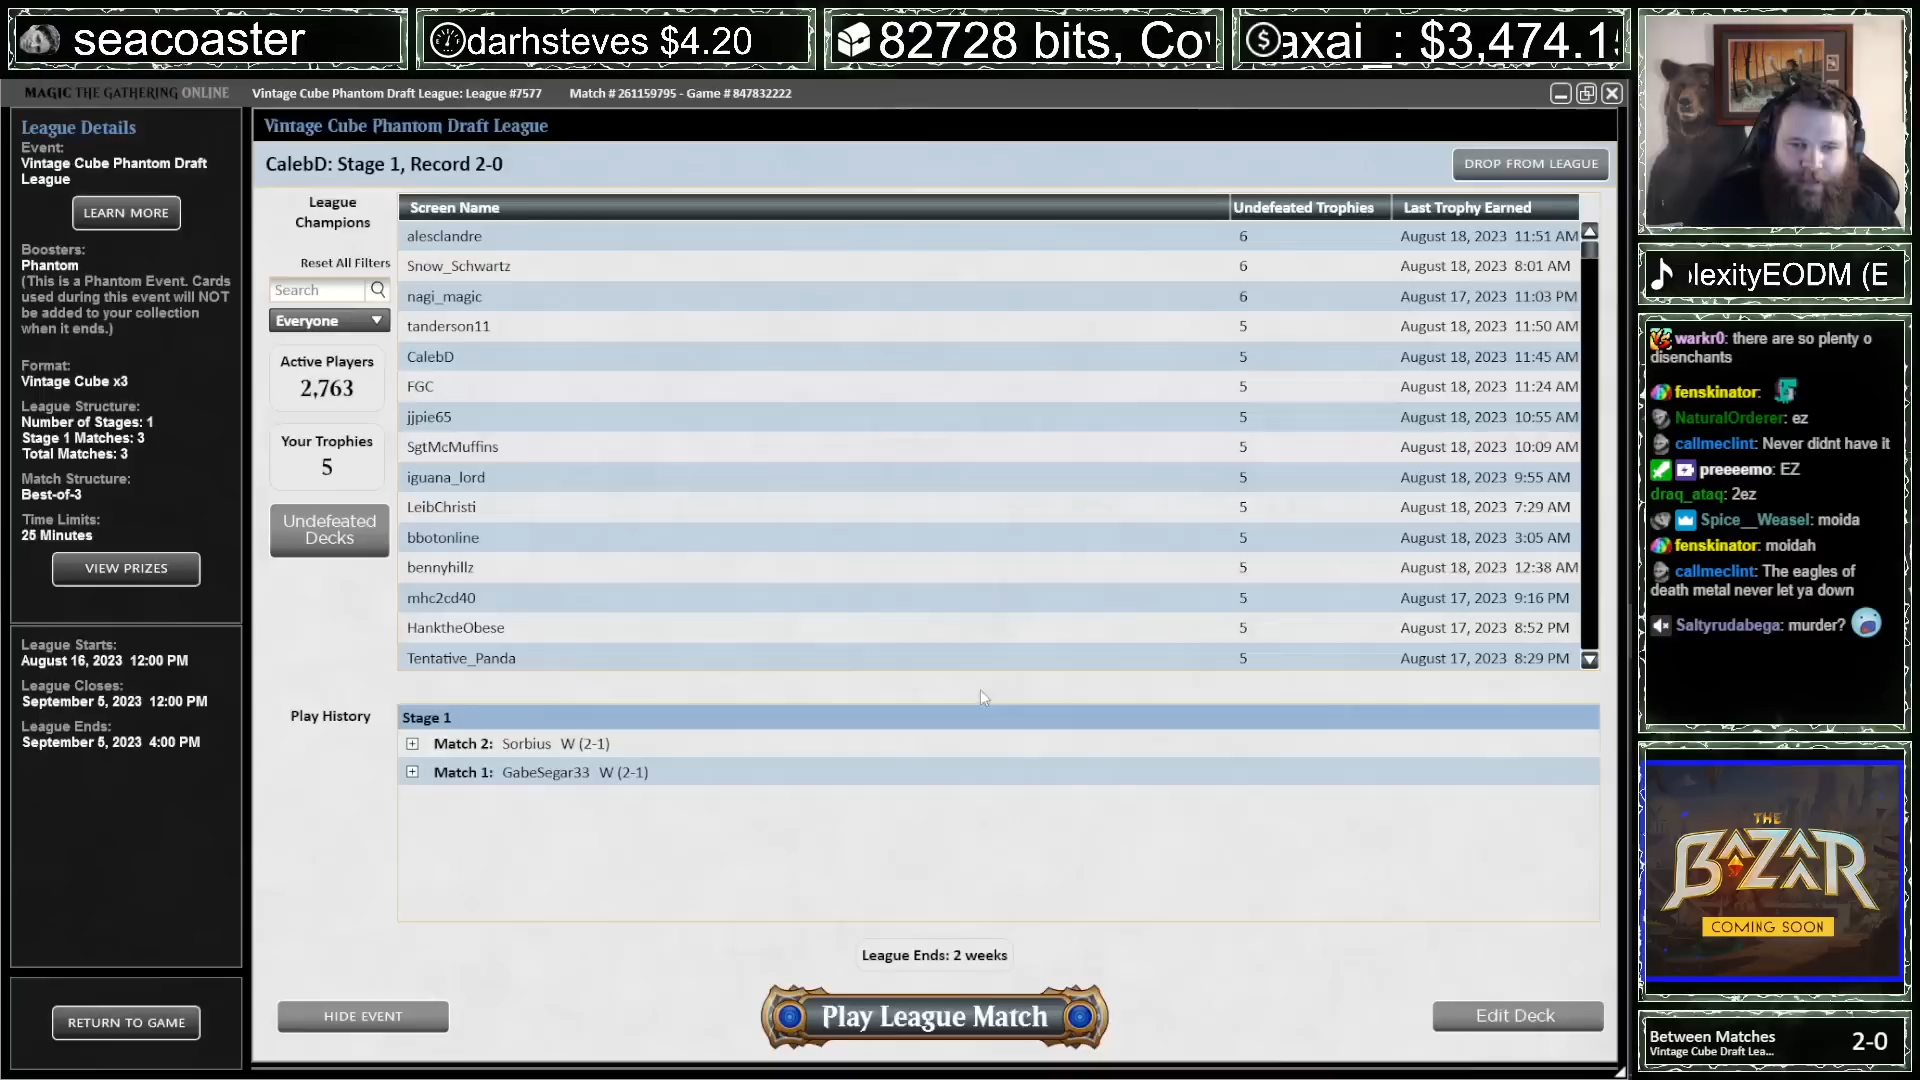 seacoaster
darhsteves $4.20
82728 bits, Co
axai_: $3,474.1
MAGIC THE GATHERING ONLINE
Vintage Cube Phantom Draft League: League #7577
Match # 261159795 - Game # 847832222
League Details
Event:
Vintage Cube Phantom Draft
League
LEARN MORE
Boosters:
Phantom
(This is a Phantom Event. Cards
used during this event will NOT
be added to your collection
when it ends.)
Format:
Vintage Cube x3
League Structure:
Number of Stages: 1
Stage 1 Matches: 3
Total Matches: 3
Match Structure:
Best-of-3
Time Limits:
25 Minutes
VIEW PRIZES
League Starts:
August 16, 2023 12:00 PM
League Closes:
September 5, 2023 12:00 PM
League Ends:
September 5, 2023 4:00 PM
RETURN TO GAME
Vintage Cube Phantom Draft League
CalebD: Stage 1, Record 2-0
DROP FROM LEAGUE
League
Champions
Reset All Filters
Search
Everyone
Active Players
2,763
Your Trophies
5
Undefeated
Decks
Screen Name Undefeated Trophies Last Trophy Earned
alesclandre 6 August 18, 2023 11:51 AM
Snow_Schwartz 6 August 18, 2023 8:01 AM
nagi_magic 6 August 17, 2023 11:03 PM
tanderson11 5 August 18, 2023 11:50 AM
CalebD 5 August 18, 2023 11:45 AM
FGC 5 August 18, 2023 11:24 AM
jjpie65 5 August 18, 2023 10:55 AM
SgtMcMuffins 5 August 18, 2023 10:09 AM
iguana_lord 5 August 18, 2023 9:55 AM
LeibChristi 5 August 18, 2023 7:29 AM
bbotonline 5 August 18, 2023 3:05 AM
bennyhillz 5 August 18, 2023 12:38 AM
mhc2cd40 5 August 17, 2023 9:16 PM
HanktheObese 5 August 17, 2023 8:52 PM
Tentative_Panda 5 August 17, 2023 8:29 PM
Play History
Stage 1
Match 2: Sorbius W (2-1)
Match 1: GabeSegar33 W (2-1)
League Ends: 2 weeks
HIDE EVENT
Play League Match
Edit Deck
lexityEODM (E
warkr0: there are so plenty o
disenchants
fenskinator:
NaturalOrderer: ez
callmeclint: Never didnt have it
preeeemo: EZ
draq_ataq: 2ez
Spice__Weasel: moida
fenskinator: moidah
callmeclint: The eagles of
death metal never let ya down
Saltyrudabega: murder?
THE
BAZAAR
COMING SOON
Between Matches
Vintage Cube Draft Lea...
2-0